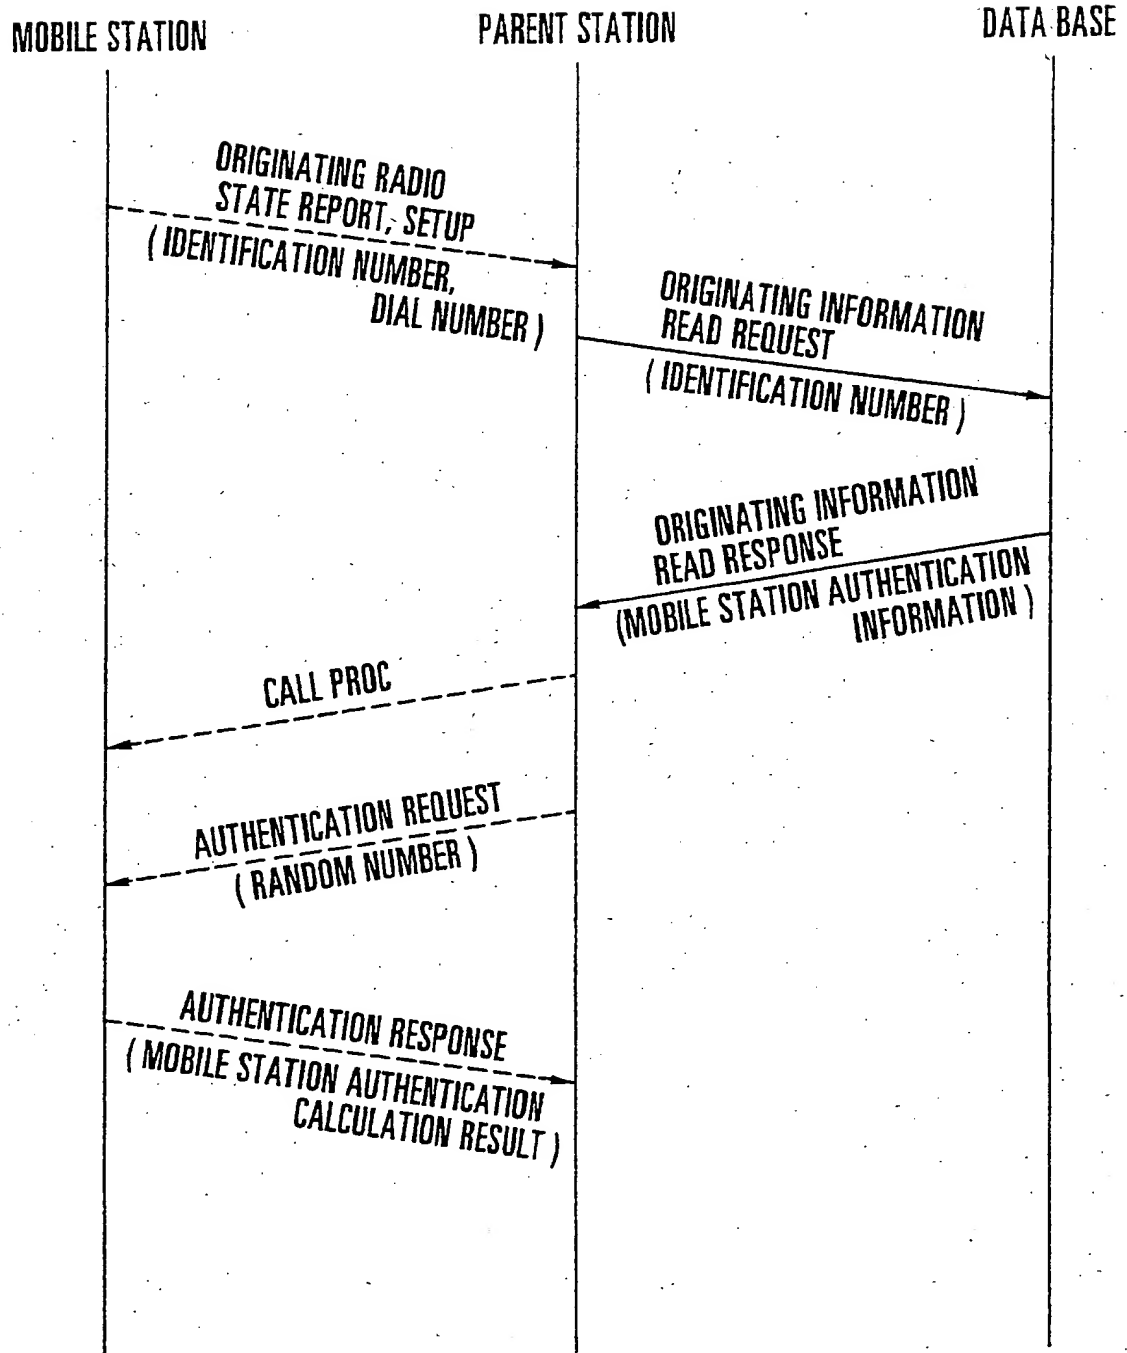 MOBILE STATION
PARENT STATION
DATA BASE
ORIGINATING RADIO
STATE REPORT, SETUP
( IDENTIFICATION NUMBER,
DIAL NUMBER )
ORIGINATING INFORMATION
READ REQUEST
( IDENTIFICATION NUMBER )
ORIGINATING INFORMATION
READ RESPONSE
(MOBILE STATION AUTHENTICATION
INFORMATION )
CALL PROC
AUTHENTICATION REQUEST
( RANDOM NUMBER )
AUTHENTICATION RESPONSE
( MOBILE STATION AUTHENTICATION
CALCULATION RESULT )